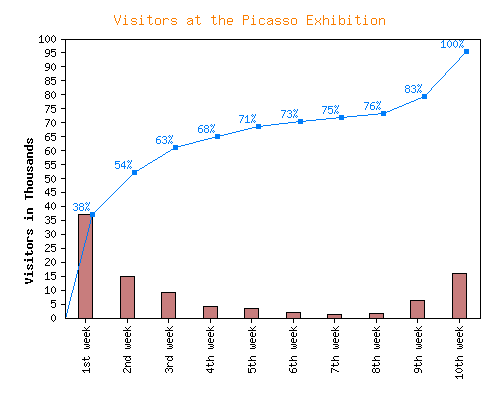 Visitors at the Picasso Exhibition
Visitors in Thousands
100
95
90
85
80
75
70
65
60
55
50
45
40
35
30
25
20
15
10
5
0
38%
54%
63%
68%
71%
73%
75%
76%
83%
100%
1st week
2nd week
3rd week
4th week
5th week
6th week
7th week
8th week
9th week
10th week